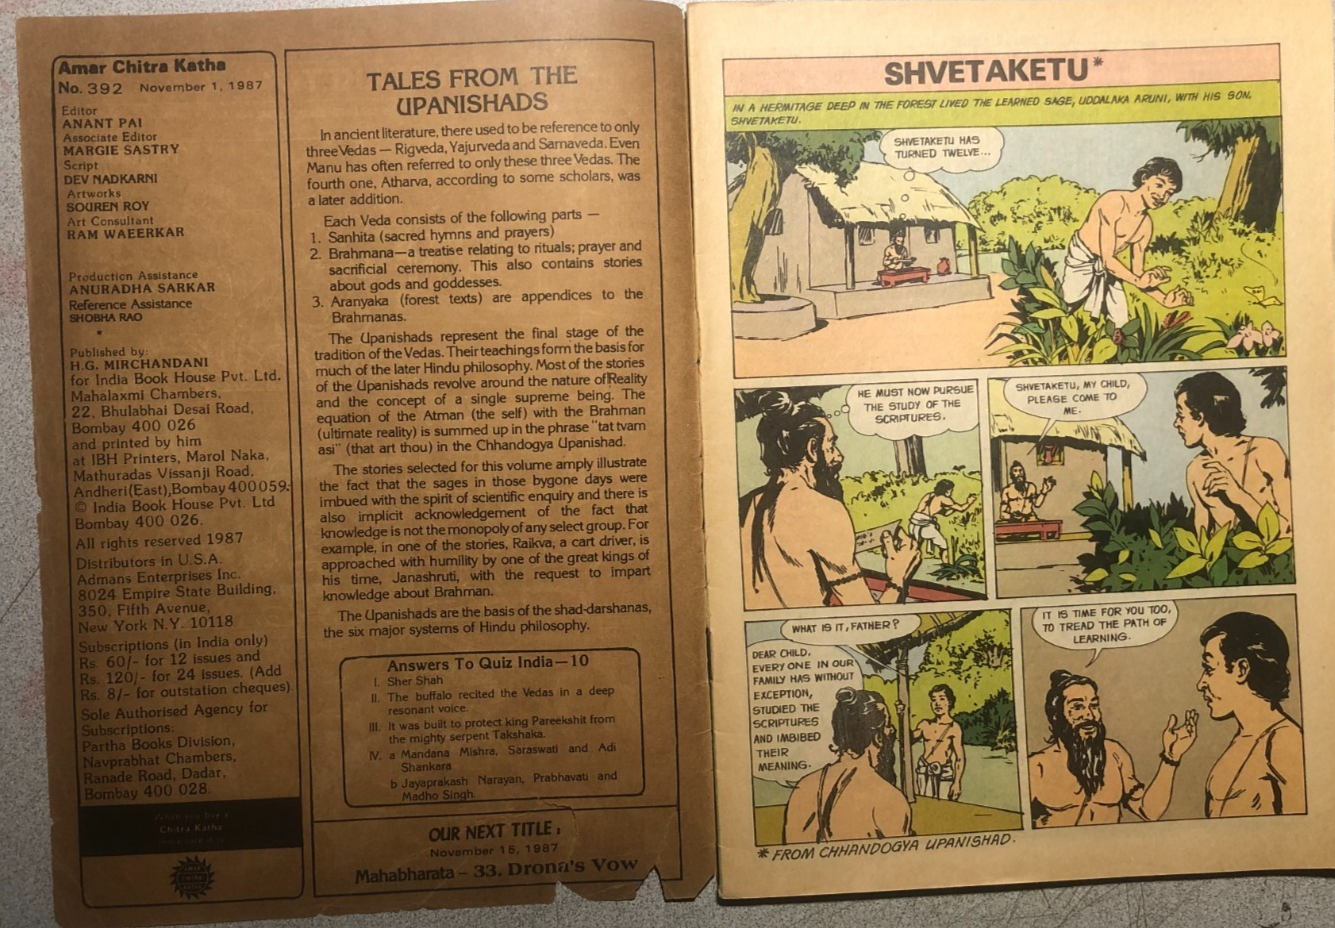 Amar Chitra Katha
No. 392 November 1, 1987
Editor
ANANT PAI
Associate Editor
MARGIE SASTRY
Script
DEV NADKARNI
Artworks
SOUREN ROY
Art Consultant
RAM WAEERKAR
Production Assistance
ANURADHA SARKAR
Reference Assistance
SHOBHA RAO
Published by:
H.G. MIRCHANDANI
for India Book House Pvt. Ltd.
Mahalaxmi Chambers,
22, Bhulabhai Desai Road,
Bombay 400 026
and printed by him
at IBH Printers, Marol Naka,
Mathuradas Vissanji Road,
Andheri(East),Bombay 400 059.
© India Book House Pvt. Ltd
Bombay 400 026.
All rights reserved 1987
Distributors in U.S.A.
Admans Enterprises Inc.
8024 Empire State Building,
350, Fifth Avenue,
New York N.Y. 10118
Subscriptions (in India only)
Rs. 60/- for 12 issues and
Rs. 120/- for 24 issues. (Add
Rs. 8/- for outstation cheques)
Sole Authorised Agency for
Subscriptions:
Partha Books Division,
Navprabhat Chambers,
Ranade Road, Dadar,
Bombay 400 028.
Chitra Katha
TALES FROM THE
UPANISHADS
In ancient literature, there used to be reference to only
three Vedas — Rigveda, Yajurveda and Samaveda. Even
Manu has often referred to only these three Vedas. The
fourth one, Atharva, according to some scholars, was
a later addition.
Each Veda consists of the following parts —
1. Sanhita (sacred hymns and prayers)
2. Brahmana—a treatise relating to rituals; prayer and
sacrificial ceremony. This also contains stories
about gods and goddesses.
3. Aranyaka (forest texts) are appendices to the
Brahmanas.
The Upanishads represent the final stage of the
tradition of the Vedas. Their teachings form the basis for
much of the later Hindu philosophy. Most of the stories
of the Upanishads revolve around the nature of Reality
and the concept of a single supreme being. The
equation of the Atman (the self) with the Brahman
(ultimate reality) is summed up in the phrase "tat tvam
asi" (that art thou) in the Chhandogya Upanishad.
The stories selected for this volume amply illustrate
the fact that the sages in those bygone days were
imbued with the spirit of scientific enquiry and there is
also implicit acknowledgement of the fact that
knowledge is not the monopoly of any select group. For
example, in one of the stories, Raikva, a cart driver, is
approached with humility by one of the great kings of
his time, Janashruti, with the request to impart
knowledge about Brahman.
The Upanishads are the basis of the shad-darshanas,
the six major systems of Hindu philosophy.
Answers To Quiz India—10
I. Sher Shah
II. The buffalo recited the Vedas in a deep
resonant voice.
III. It was built to protect king Pareekshit from
the mighty serpent Takshaka.
IV. a Mandana Mishra, Saraswati and Adi
Shankara
b Jayaprakash Narayan, Prabhavati and
Madho Singh.
OUR NEXT TITLE:
November 15, 1987
Mahabharata – 33. Drona's Vow
SHVETAKETU*
IN A HERMITAGE DEEP IN THE FOREST LIVED THE LEARNED SAGE, UDDALAKA ARUNI, WITH HIS SON,
SHVETAKETU.
SHVETAKETU HAS
TURNED TWELVE...
HE MUST NOW PURSUE
THE STUDY OF THE
SCRIPTURES.
SHVETAKETU, MY CHILD,
PLEASE COME TO
ME.
WHAT IS IT, FATHER?
DEAR CHILD,
EVERY ONE IN OUR
FAMILY HAS WITHOUT
EXCEPTION,
STUDIED THE
SCRIPTURES
AND IMBIBED
THEIR
MEANING.
IT IS TIME FOR YOU TOO,
TO TREAD THE PATH OF
LEARNING.
* FROM CHHANDOGYA UPANISHAD.